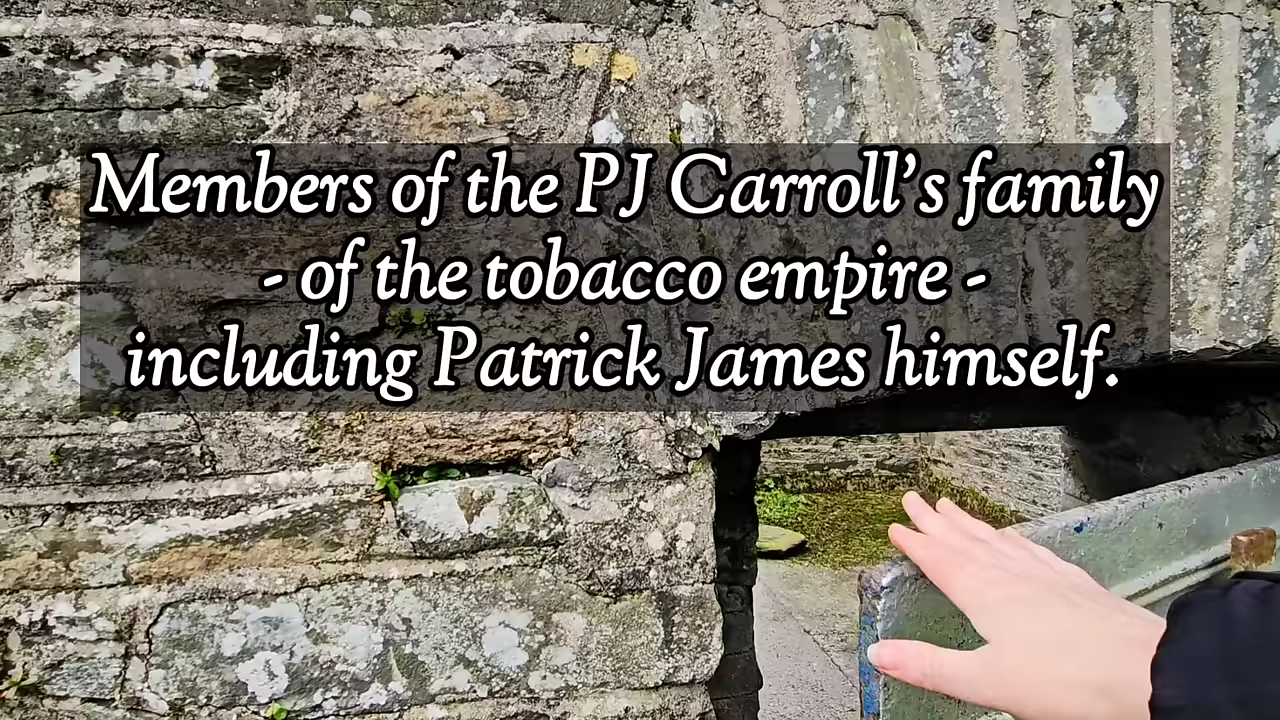 Members of the PJ Carroll’s family
- of the tobacco empire -
including Patrick James himself.